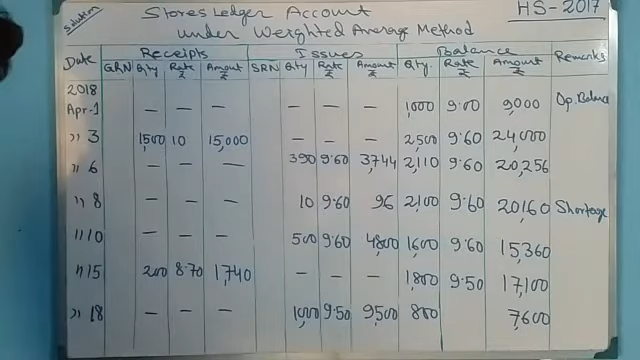 Solution
Stores Ledger Account
HS-2017
under Weighted Average Method
Date Receipts Issues Balance Remarks
GRN Qty Rate ₹ Amount ₹ SRN Qty Rate ₹ Amount ₹ Qty. Rate ₹ Amount ₹
2018
Apr-1 — — — — — — 1,000 9.00 9,000 Op. Balance
" 3 1500 10 15,000 — — — 2,500 9.60 24,000
" 6 — — — 390 9.60 3,744 2,110 9.60 20,256
" 8 — — — 10 9.60 96 2,100 9.60 20,160 Shortage
" 10 — — — 500 9.60 4,800 1,600 9.60 15,360
" 15 200 8.70 1,740 — — — 1,800 9.50 17,100
" 18 — — — 1,000 9.50 9,500 800 7,600